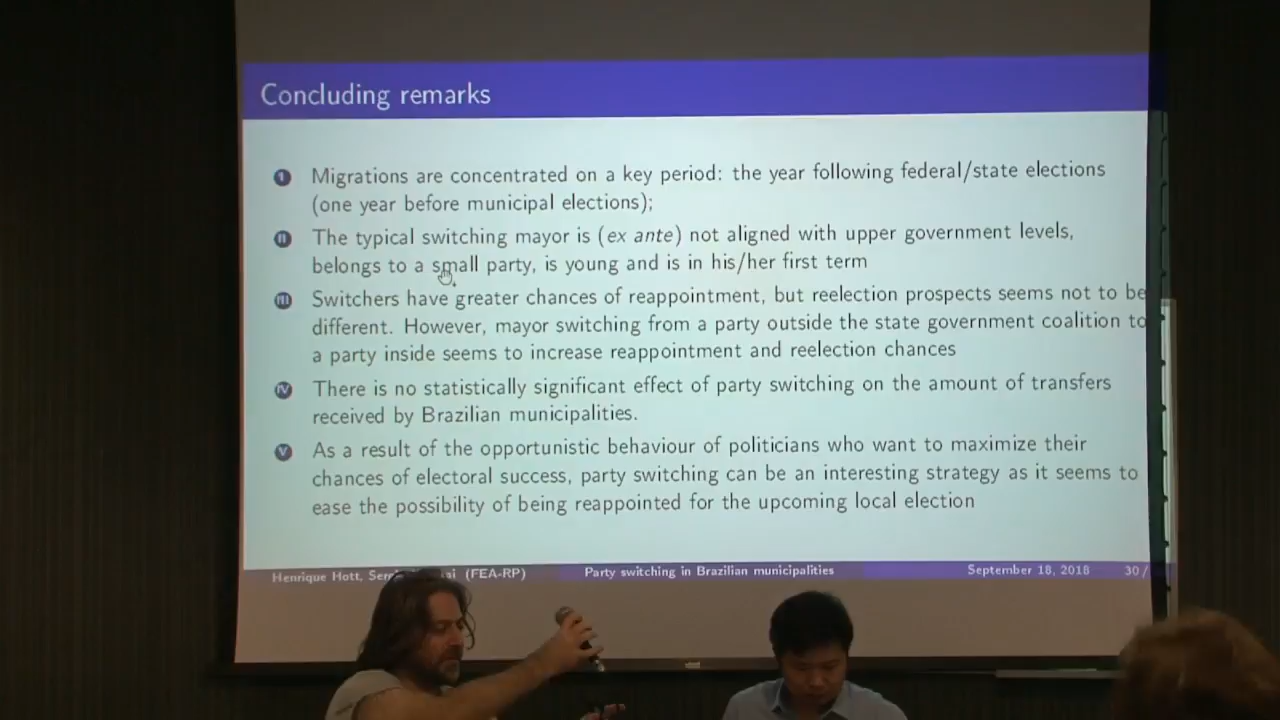 Concluding remarks
I Migrations are concentrated on a key period: the year following federal/state elections
(one year before municipal elections);
II The typical switching mayor is (ex ante) not aligned with upper government levels,
belongs to a small party, is young and is in his/her first term
III Switchers have greater chances of reappointment, but reelection prospects seems not to be
different. However, mayor switching from a party outside the state government coalition to
a party inside seems to increase reappointment and reelection chances
IV There is no statistically significant effect of party switching on the amount of transfers
received by Brazilian municipalities.
V As a result of the opportunistic behaviour of politicians who want to maximize their
chances of electoral success, party switching can be an interesting strategy as it seems to
ease the possibility of being reappointed for the upcoming local election
Henrique Hott, (FEA-RP) Party switching in Brazilian municipalities September 18, 2018 30/